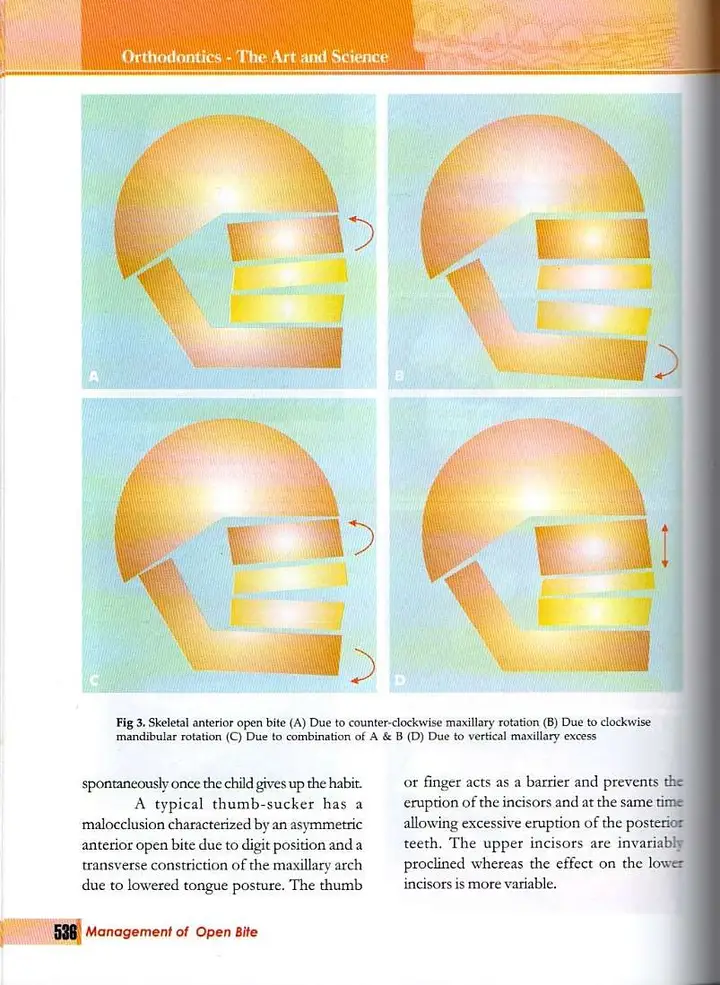 Orthodontics - The Art and Science
A
B
C
D
Fig 3. Skeletal anterior open bite (A) Due to counter-clockwise maxillary rotation (B) Due to clockwise
mandibular rotation (C) Due to combination of A & B (D) Due to vertical maxillary excess
spontaneously once the child gives up the habit.
A typical thumb-sucker has a
malocclusion characterized by an asymmetric
anterior open bite due to digit position and a
transverse constriction of the maxillary arch
due to lowered tongue posture. The thumb
or finger acts as a barrier and prevents the
eruption of the incisors and at the same time
allowing excessive eruption of the posterior
teeth. The upper incisors are invariably
proclined whereas the effect on the lower
incisors is more variable.
536 Management of Open Bite